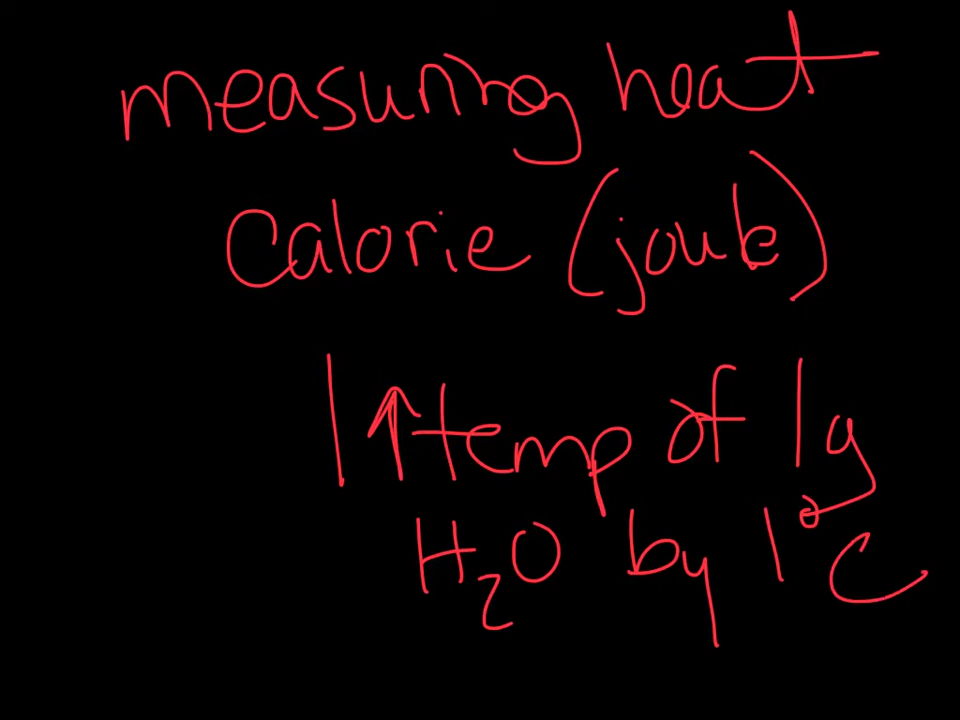 measuring heat
calorie (joule)
1 ↑ temp of 1g
H₂O by 1°C